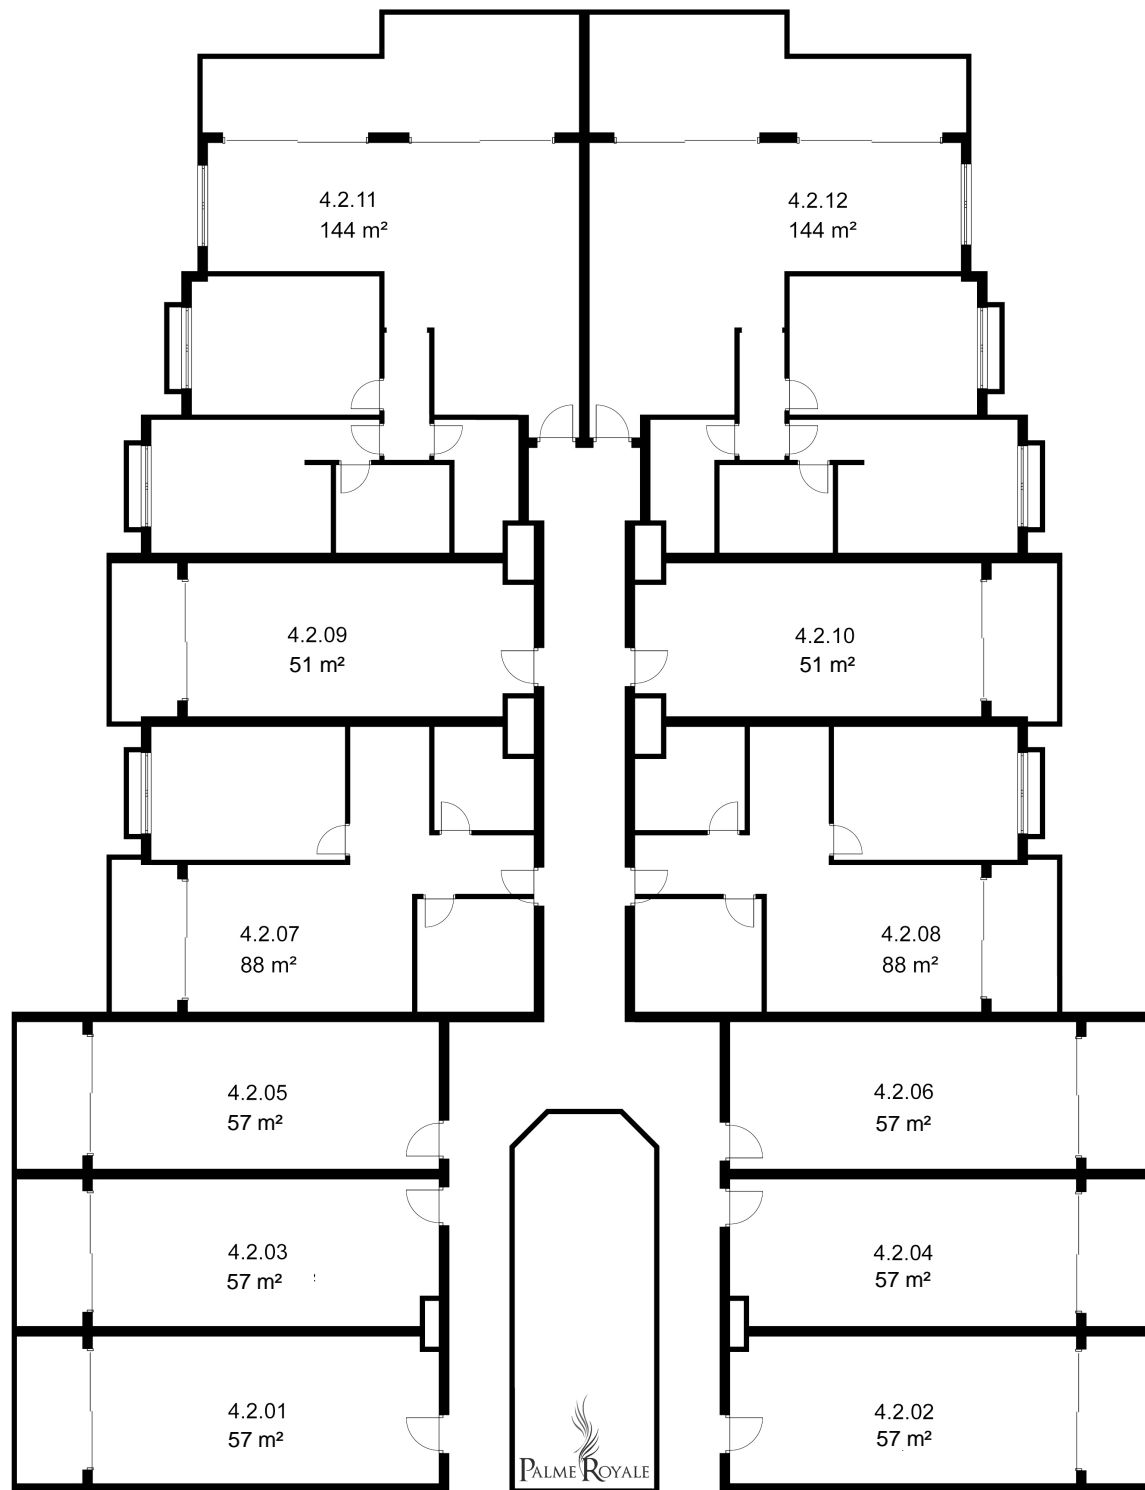 4.2.11
144 m²
4.2.12
144 m²
4.2.09
51 m²
4.2.10
51 m²
4.2.07
88 m²
4.2.08
88 m²
4.2.05
57 m²
4.2.06
57 m²
4.2.03
57 m²
4.2.04
57 m²
4.2.01
57 m²
4.2.02
57 m²
PALME ROYALE